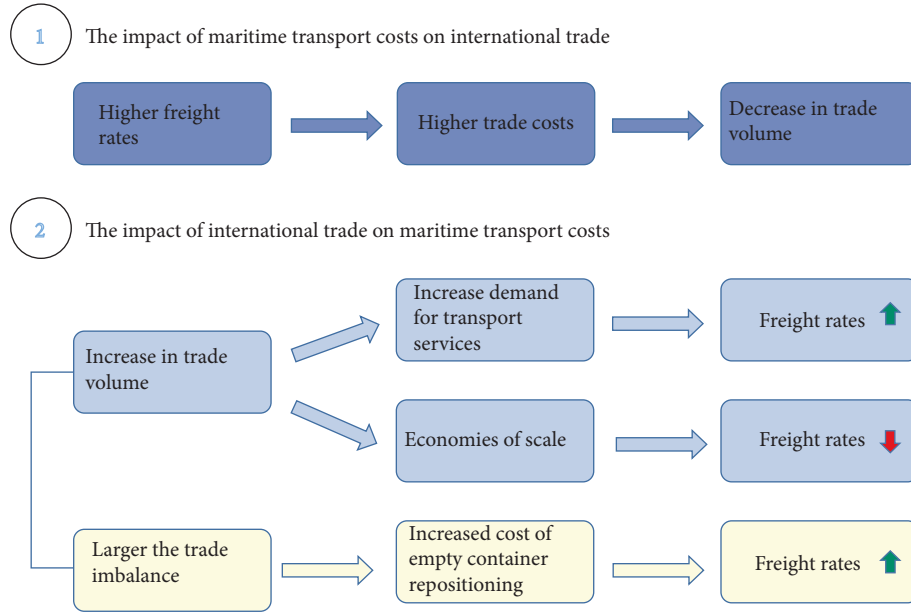 1
The impact of maritime transport costs on international trade
Higher freight
rates
Higher trade costs
Decrease in trade
volume
2
The impact of international trade on maritime transport costs
Increase in trade
volume
Increase demand
for transport
services
Freight rates
Economies of scale
Freight rates
Larger the trade
imbalance
Increased cost of
empty container
repositioning
Freight rates